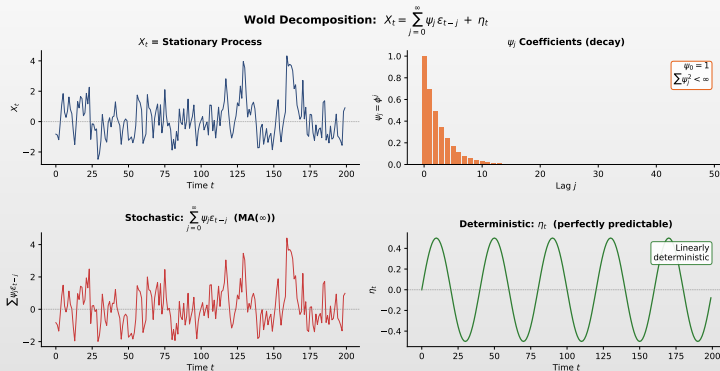 Wold Decomposition: X_t = ∑_{j=0}^{∞} ψ_j ε_{t−j} + η_t
X_t = Stationary Process
X_t
4
2
0
−2
0 25 50 75 100 125 150 175 200
Time t
ψ_j Coefficients (decay)
ψ_j = ϕ^j
1.0
0.8
0.6
0.4
0.2
0.0
ψ_0 = 1
∑ψ_j^2 < ∞
0 10 20 30 40 50
Lag j
Stochastic: ∑_{j=0}^{∞} ψ_j ε_{t−j} (MA(∞))
∑ψ_j ε_{t−j}
4
2
0
−2
0 25 50 75 100 125 150 175 200
Time t
Deterministic: η_t (perfectly predictable)
η_t
0.4
0.2
0.0
−0.2
−0.4
Linearly
deterministic
0 25 50 75 100 125 150 175 200
Time t